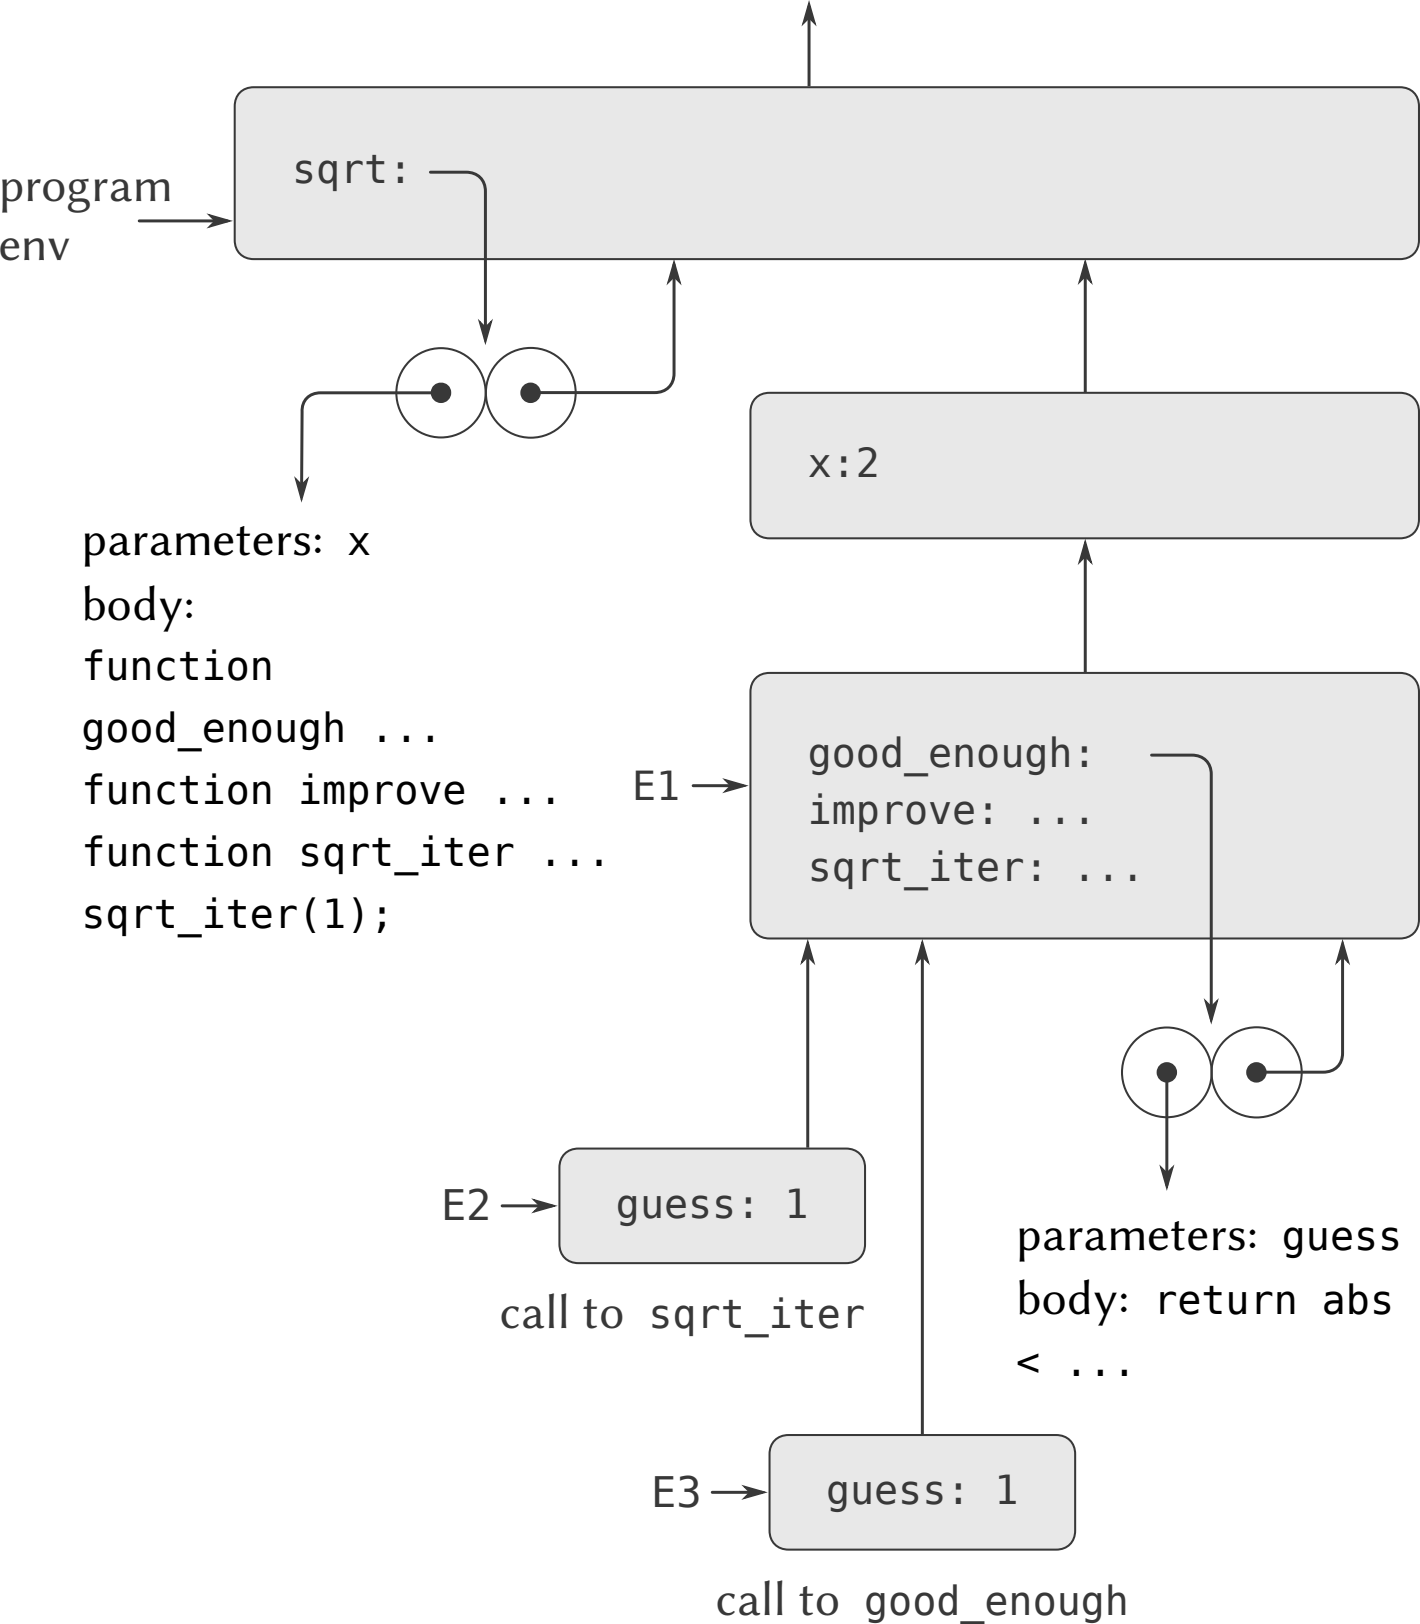 sqrt:
program
env
x:2
parameters: x
body:
function
good_enough ...
function improve ...
function sqrt_iter ...
sqrt_iter(1);
E1
good_enough:
improve: ...
sqrt_iter: ...
E2
guess: 1
call to sqrt_iter
parameters: guess
body: return abs
< ...
E3
guess: 1
call to good_enough